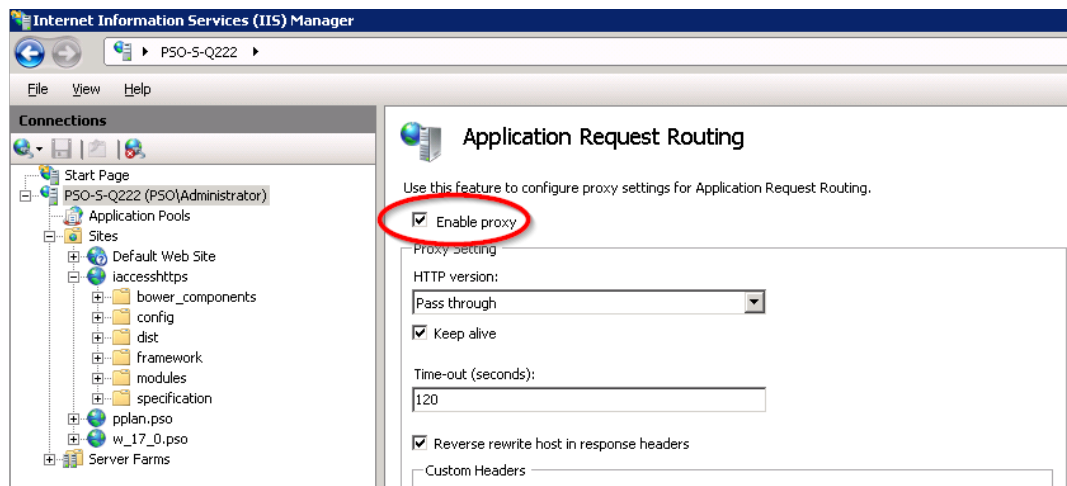 Internet Information Services (IIS) Manager
PSO-S-Q222
File View Help
Connections
Start Page
PSO-S-Q222 (PSO\Administrator)
Application Pools
Sites
Default Web Site
iaccesshttps
bower_components
config
dist
framework
modules
specification
pplan.pso
w_17_0.pso
Server Farms
Application Request Routing
Use this feature to configure proxy settings for Application Request Routing.
Enable proxy
Proxy Setting
HTTP version:
Pass through
Keep alive
Time-out (seconds):
120
Reverse rewrite host in response headers
Custom Headers